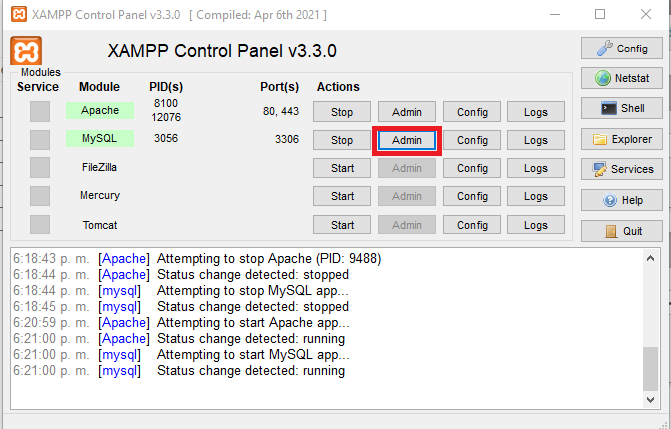 XAMPP Control Panel v3.3.0 [ Compiled: Apr 6th 2021 ]
XAMPP Control Panel v3.3.0
Config
Modules
Service Module PID(s) Port(s) Actions
Netstat
Apache 8100 12076 80, 443 Stop Admin Config Logs
Shell
MySQL 3056 3306 Stop Admin Config Logs
Explorer
FileZilla Start Admin Config Logs
Services
Mercury Start Admin Config Logs
Help
Tomcat Start Admin Config Logs
Quit
6:18:43 p. m. [Apache] Attempting to stop Apache (PID: 9488)
6:18:44 p. m. [Apache] Status change detected: stopped
6:18:44 p. m. [mysql] Attempting to stop MySQL app...
6:18:45 p. m. [mysql] Status change detected: stopped
6:20:59 p. m. [Apache] Attempting to start Apache app...
6:21:00 p. m. [Apache] Status change detected: running
6:21:00 p. m. [mysql] Attempting to start MySQL app...
6:21:00 p. m. [mysql] Status change detected: running